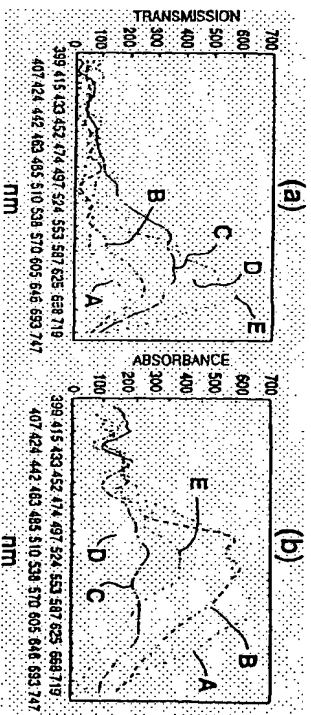 (a)
TRANSMISSION
700
600
500
400
300
200
100
0
A
B
C
D
E
399 415 433 452 474 497 524 553 587 625 668 719
407 424 442 463 485 510 538 570 605 646 693 747
nm
(b)
ABSORBANCE
700
600
500
400
300
200
100
0
E
D
C
B
A
399 415 433 452 474 497 524 553 587 625 668 719
407 424 442 463 485 510 538 570 605 646 693 747
nm